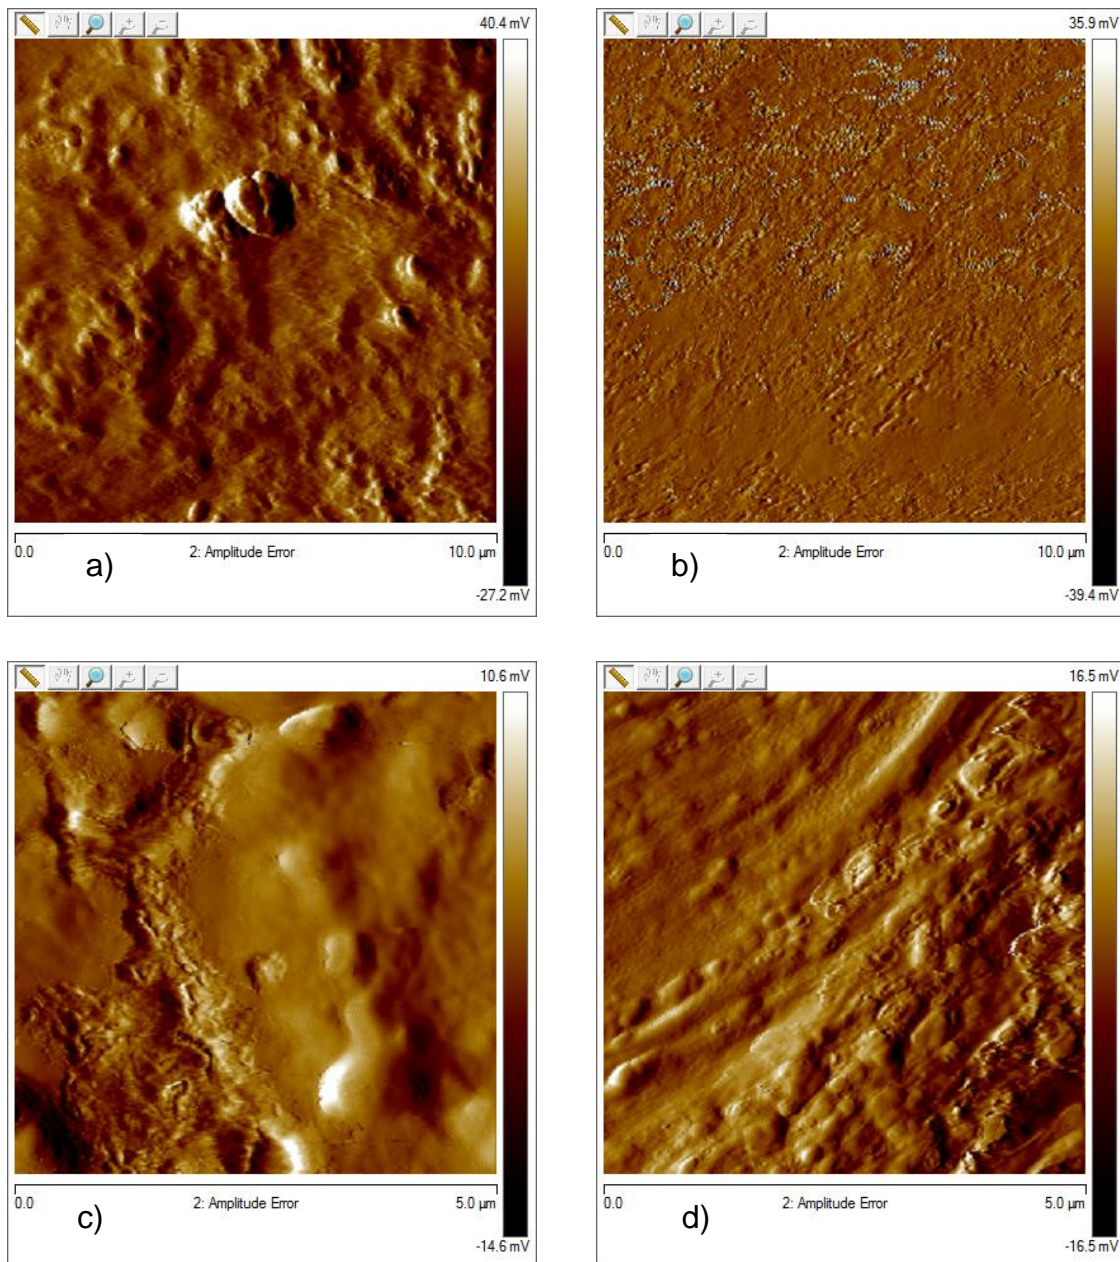 40.4 mV
0.0 2: Amplitude Error 10.0 µm
a)
-27.2 mV
35.9 mV
0.0 2: Amplitude Error 10.0 µm
b)
-39.4 mV
10.6 mV
0.0 2: Amplitude Error 5.0 µm
c)
-14.6 mV
16.5 mV
0.0 2: Amplitude Error 5.0 µm
d)
-16.5 mV